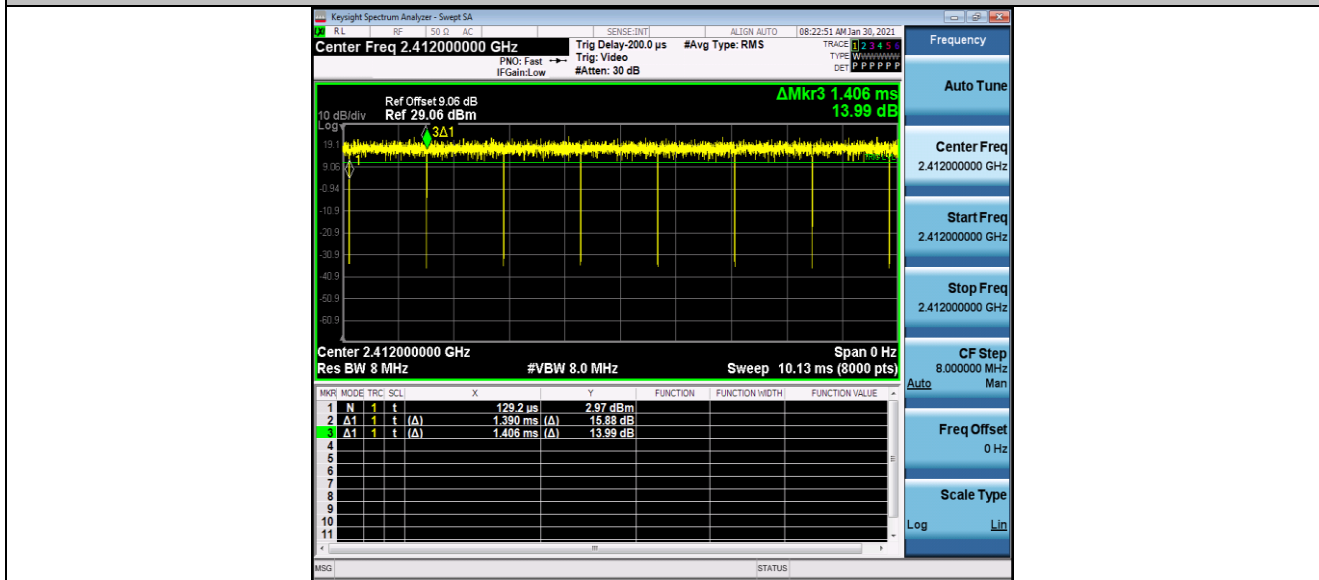 Keysight Spectrum Analyzer - Swept SA
RL RF 50 Ω AC SENSE:INT ALIGN AUTO 08:22:51 AM Jan 30, 2021
Center Freq 2.412000000 GHz
PNO: Fast
IFGain:Low
Trig Delay-200.0 µs
Trig: Video
#Atten: 30 dB
#Avg Type: RMS
TRACE 1 2 3 4 5 6
TYPE WWWWWW
DET P P P P P P
ΔMkr3 1.406 ms
13.99 dB
Ref Offset 9.06 dB
10 dB/div Ref 29.06 dBm
Log
3Δ1
19.1
1
9.06
-0.94
-10.9
-20.9
-30.9
-40.9
-50.9
-60.9
Center 2.412000000 GHz Span 0 Hz
Res BW 8 MHz #VBW 8.0 MHz Sweep 10.13 ms (8000 pts)
MKR MODE TRC SCL X Y FUNCTION FUNCTION WIDTH FUNCTION VALUE
1 N 1 t 129.2 µs 2.97 dBm
2 Δ1 1 t (Δ) 1.390 ms (Δ) 15.88 dB
3 Δ1 1 t (Δ) 1.406 ms (Δ) 13.99 dB
4
5
6
7
8
9
10
11
MSG STATUS
Frequency
Auto Tune
Center Freq
2.412000000 GHz
Start Freq
2.412000000 GHz
Stop Freq
2.412000000 GHz
CF Step
8.000000 MHz
Auto Man
Freq Offset
0 Hz
Scale Type
Log Lin